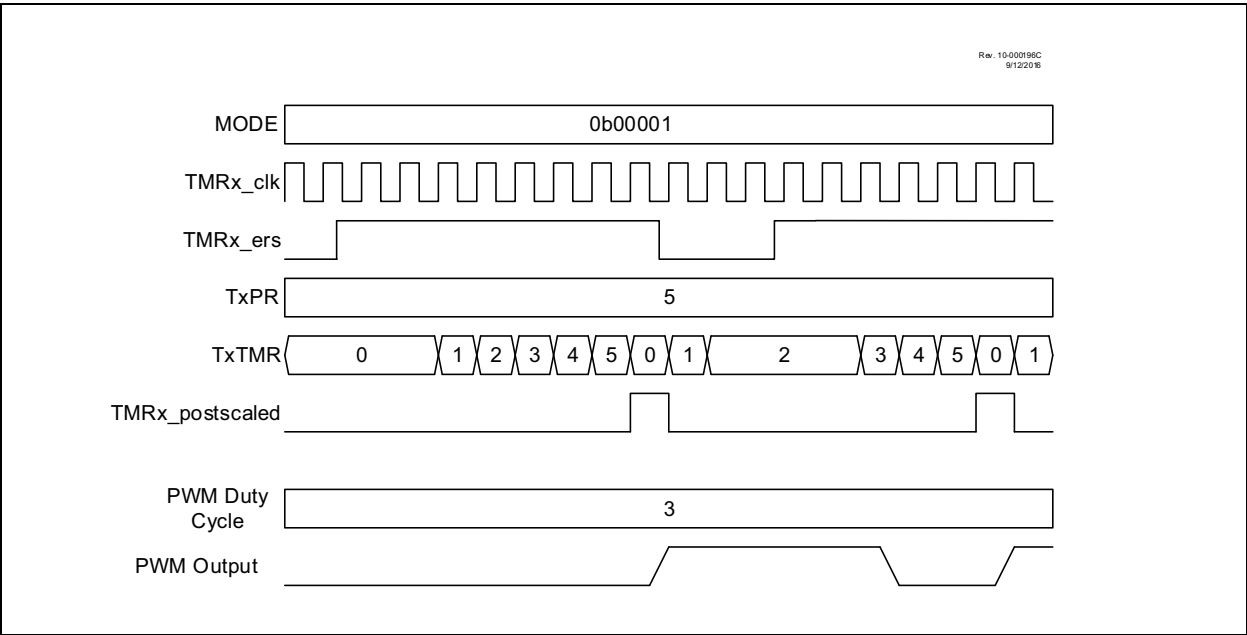 Rev. 10-000196C
9/12/2016
MODE
0b00001
TMRx_clk
TMRx_ers
TxPR
5
TxTMR
0 1 2 3 4 5 0 1 2 3 4 5 0 1
TMRx_postscaled
PWM Duty
Cycle
3
PWM Output